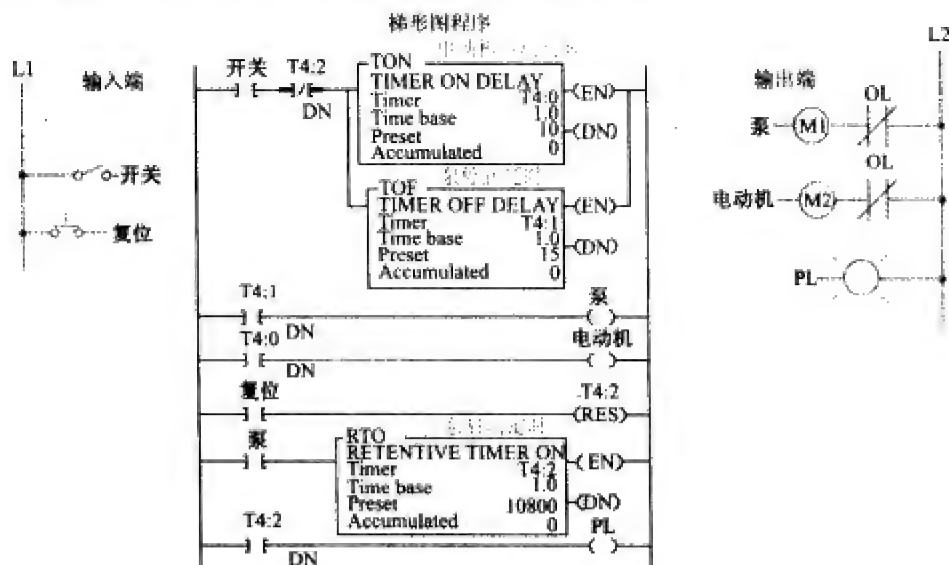 梯形图程序
L1
输入端
开关
复位
开关
T4:2
DN
TON
TIMER ON DELAY
Timer T4:0
Time base 1.0
Preset 10
Accumulated 0
(EN)
(DN)
TOF
TIMER OFF DELAY
Timer T4:1
Time base 1.0
Preset 15
Accumulated 0
(EN)
(DN)
T4:1
DN
泵
T4:0
DN
电动机
复位
T4:2
(RES)
泵
RTO
RETENTIVE TIMER ON
Timer T4:2
Time base 1.0
Preset 10800
Accumulated 0
(EN)
(DN)
T4:2
DN
PL
L2
输出端
OL
泵 M1
OL
电动机 M2
PL